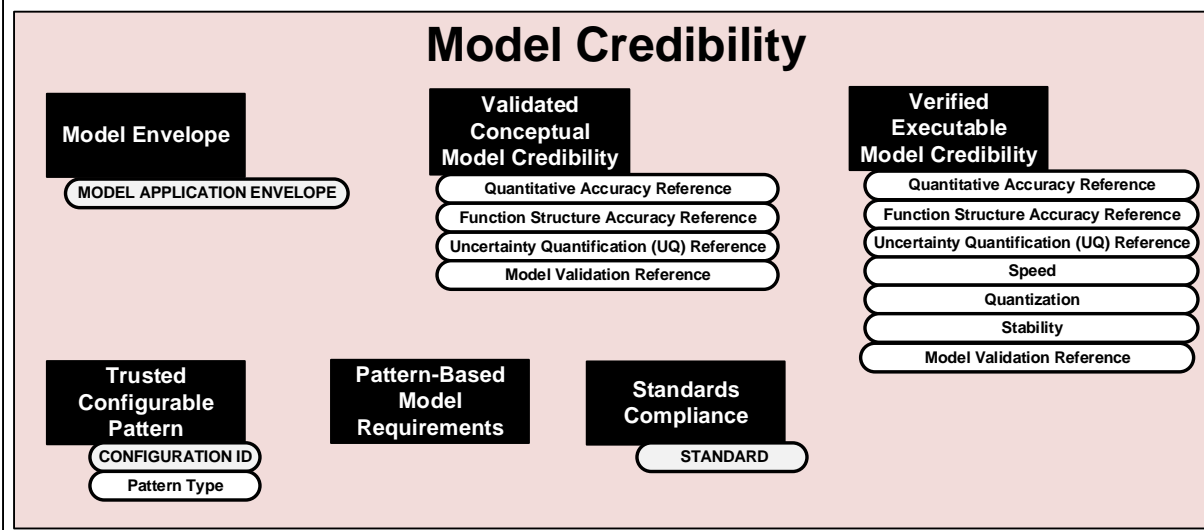 Model Credibility
Model Envelope
MODEL APPLICATION ENVELOPE
Validated
Conceptual
Model Credibility
Quantitative Accuracy Reference
Function Structure Accuracy Reference
Uncertainty Quantification (UQ) Reference
Model Validation Reference
Verified
Executable
Model Credibility
Quantitative Accuracy Reference
Function Structure Accuracy Reference
Uncertainty Quantification (UQ) Reference
Speed
Quantization
Stability
Model Validation Reference
Trusted
Configurable
Pattern
CONFIGURATION ID
Pattern Type
Pattern-Based
Model
Requirements
Standards
Compliance
STANDARD